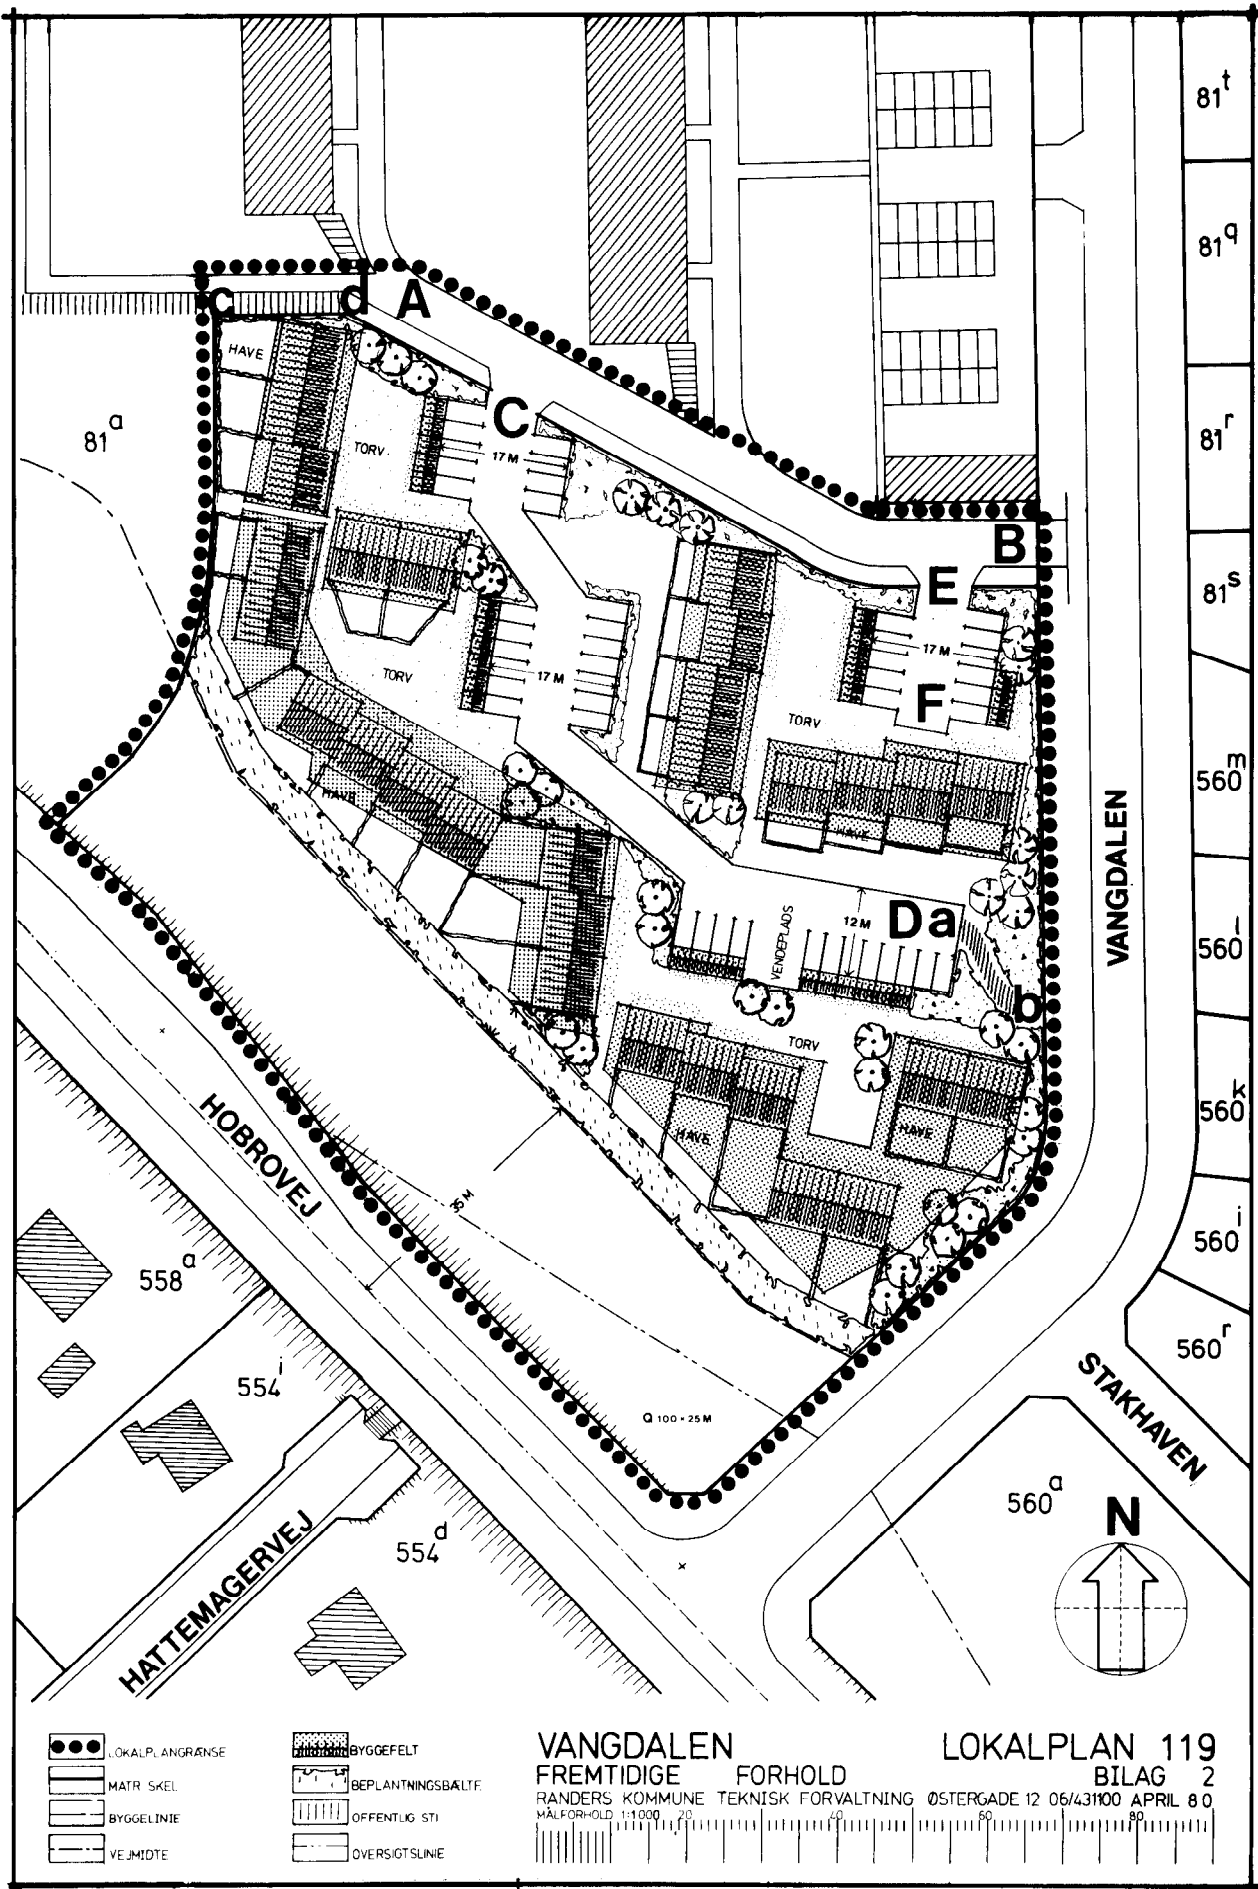 81t
81q
81r
81s
560m
560l
560k
560i
560r
c
d
A
HAVE
81a
TORV
C
17 M
B
E
TORV
17 M
17 M
F
TORV
HAVE
HAVE
VANGDALEN
VENDEPLADS
12 M
Da
b
TORV
HAVE
HAVE
HOBROVEJ
35 M
558a
554i
Q 100 × 25 M
STAKHAVEN
560a
N
554d
HATTEMAGERVEJ
LOKALPLANGRÆNSE
MATR SKEL
BYGGELINIE
VEJMIDTE
BYGGEFELT
BEPLANTNINGSBÆLTE
OFFENTLIG STI
OVERSIGTSLINIE
VANGDALEN LOKALPLAN 119
FREMTIDIGE FORHOLD BILAG 2
RANDERS KOMMUNE TEKNISK FORVALTNING ØSTERGADE 12 06/431100 APRIL 80
MÅLFORHOLD 1:1000 20 40 60 80